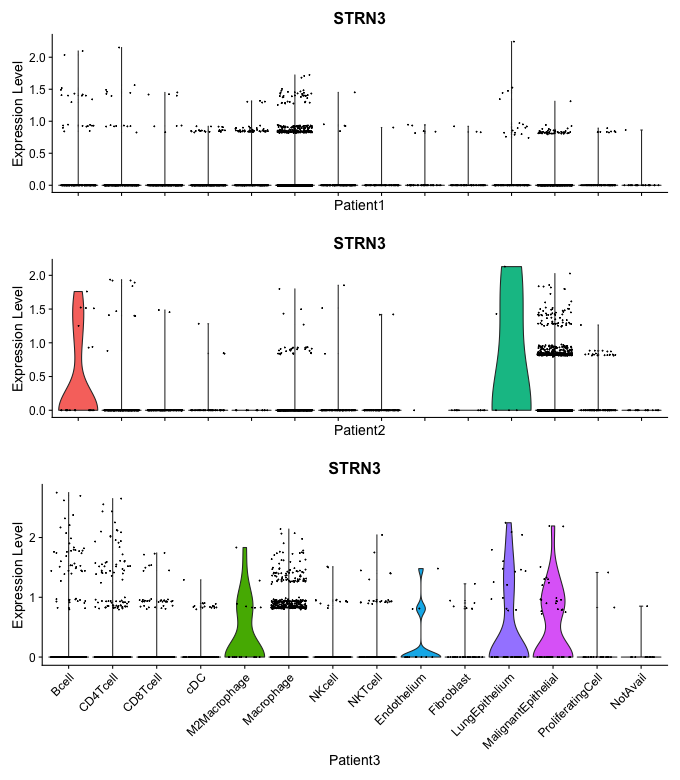 STRN3
Expression Level
2.0
1.5
1.0
0.5
0.0
Patient1
STRN3
Expression Level
2.0
1.5
1.0
0.5
0.0
Patient2
STRN3
Expression Level
2
1
0
Bcell
CD4Tcell
CD8Tcell
cDC
M2Macrophage
Macrophage
NKcell
NKTcell
Endothelium
Fibroblast
LungEpithelium
MalignantEpithelial
ProliferatingCell
NotAvail
Patient3